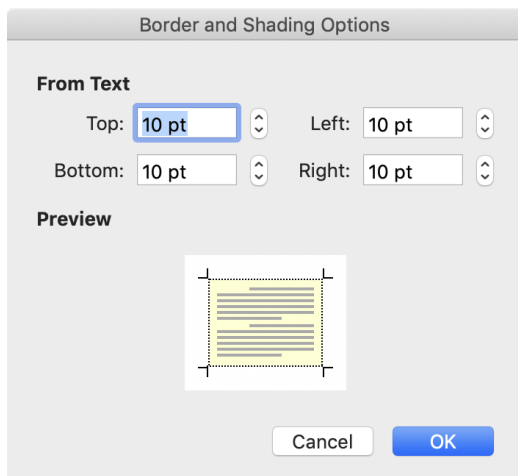 Border and Shading Options
From Text
Top: 10 pt Left: 10 pt
Bottom: 10 pt Right: 10 pt
Preview
Cancel OK